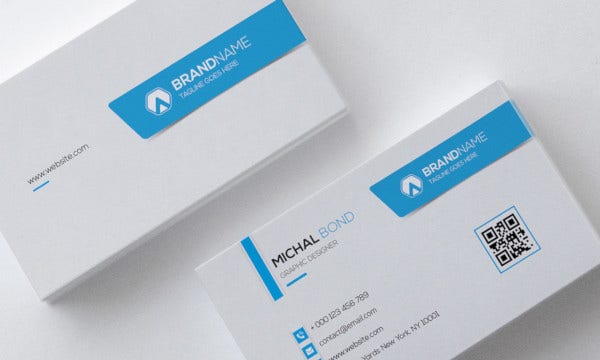 BRANDNAME
TAGLINE GOES HERE
www.website.com
BRANDNAME
TAGLINE GOES HERE
MICHAL BOND
GRAPHIC DESIGNER
+ 000 123 456 789
contact@email.com
www.website.com
Yards New York, NY 10001